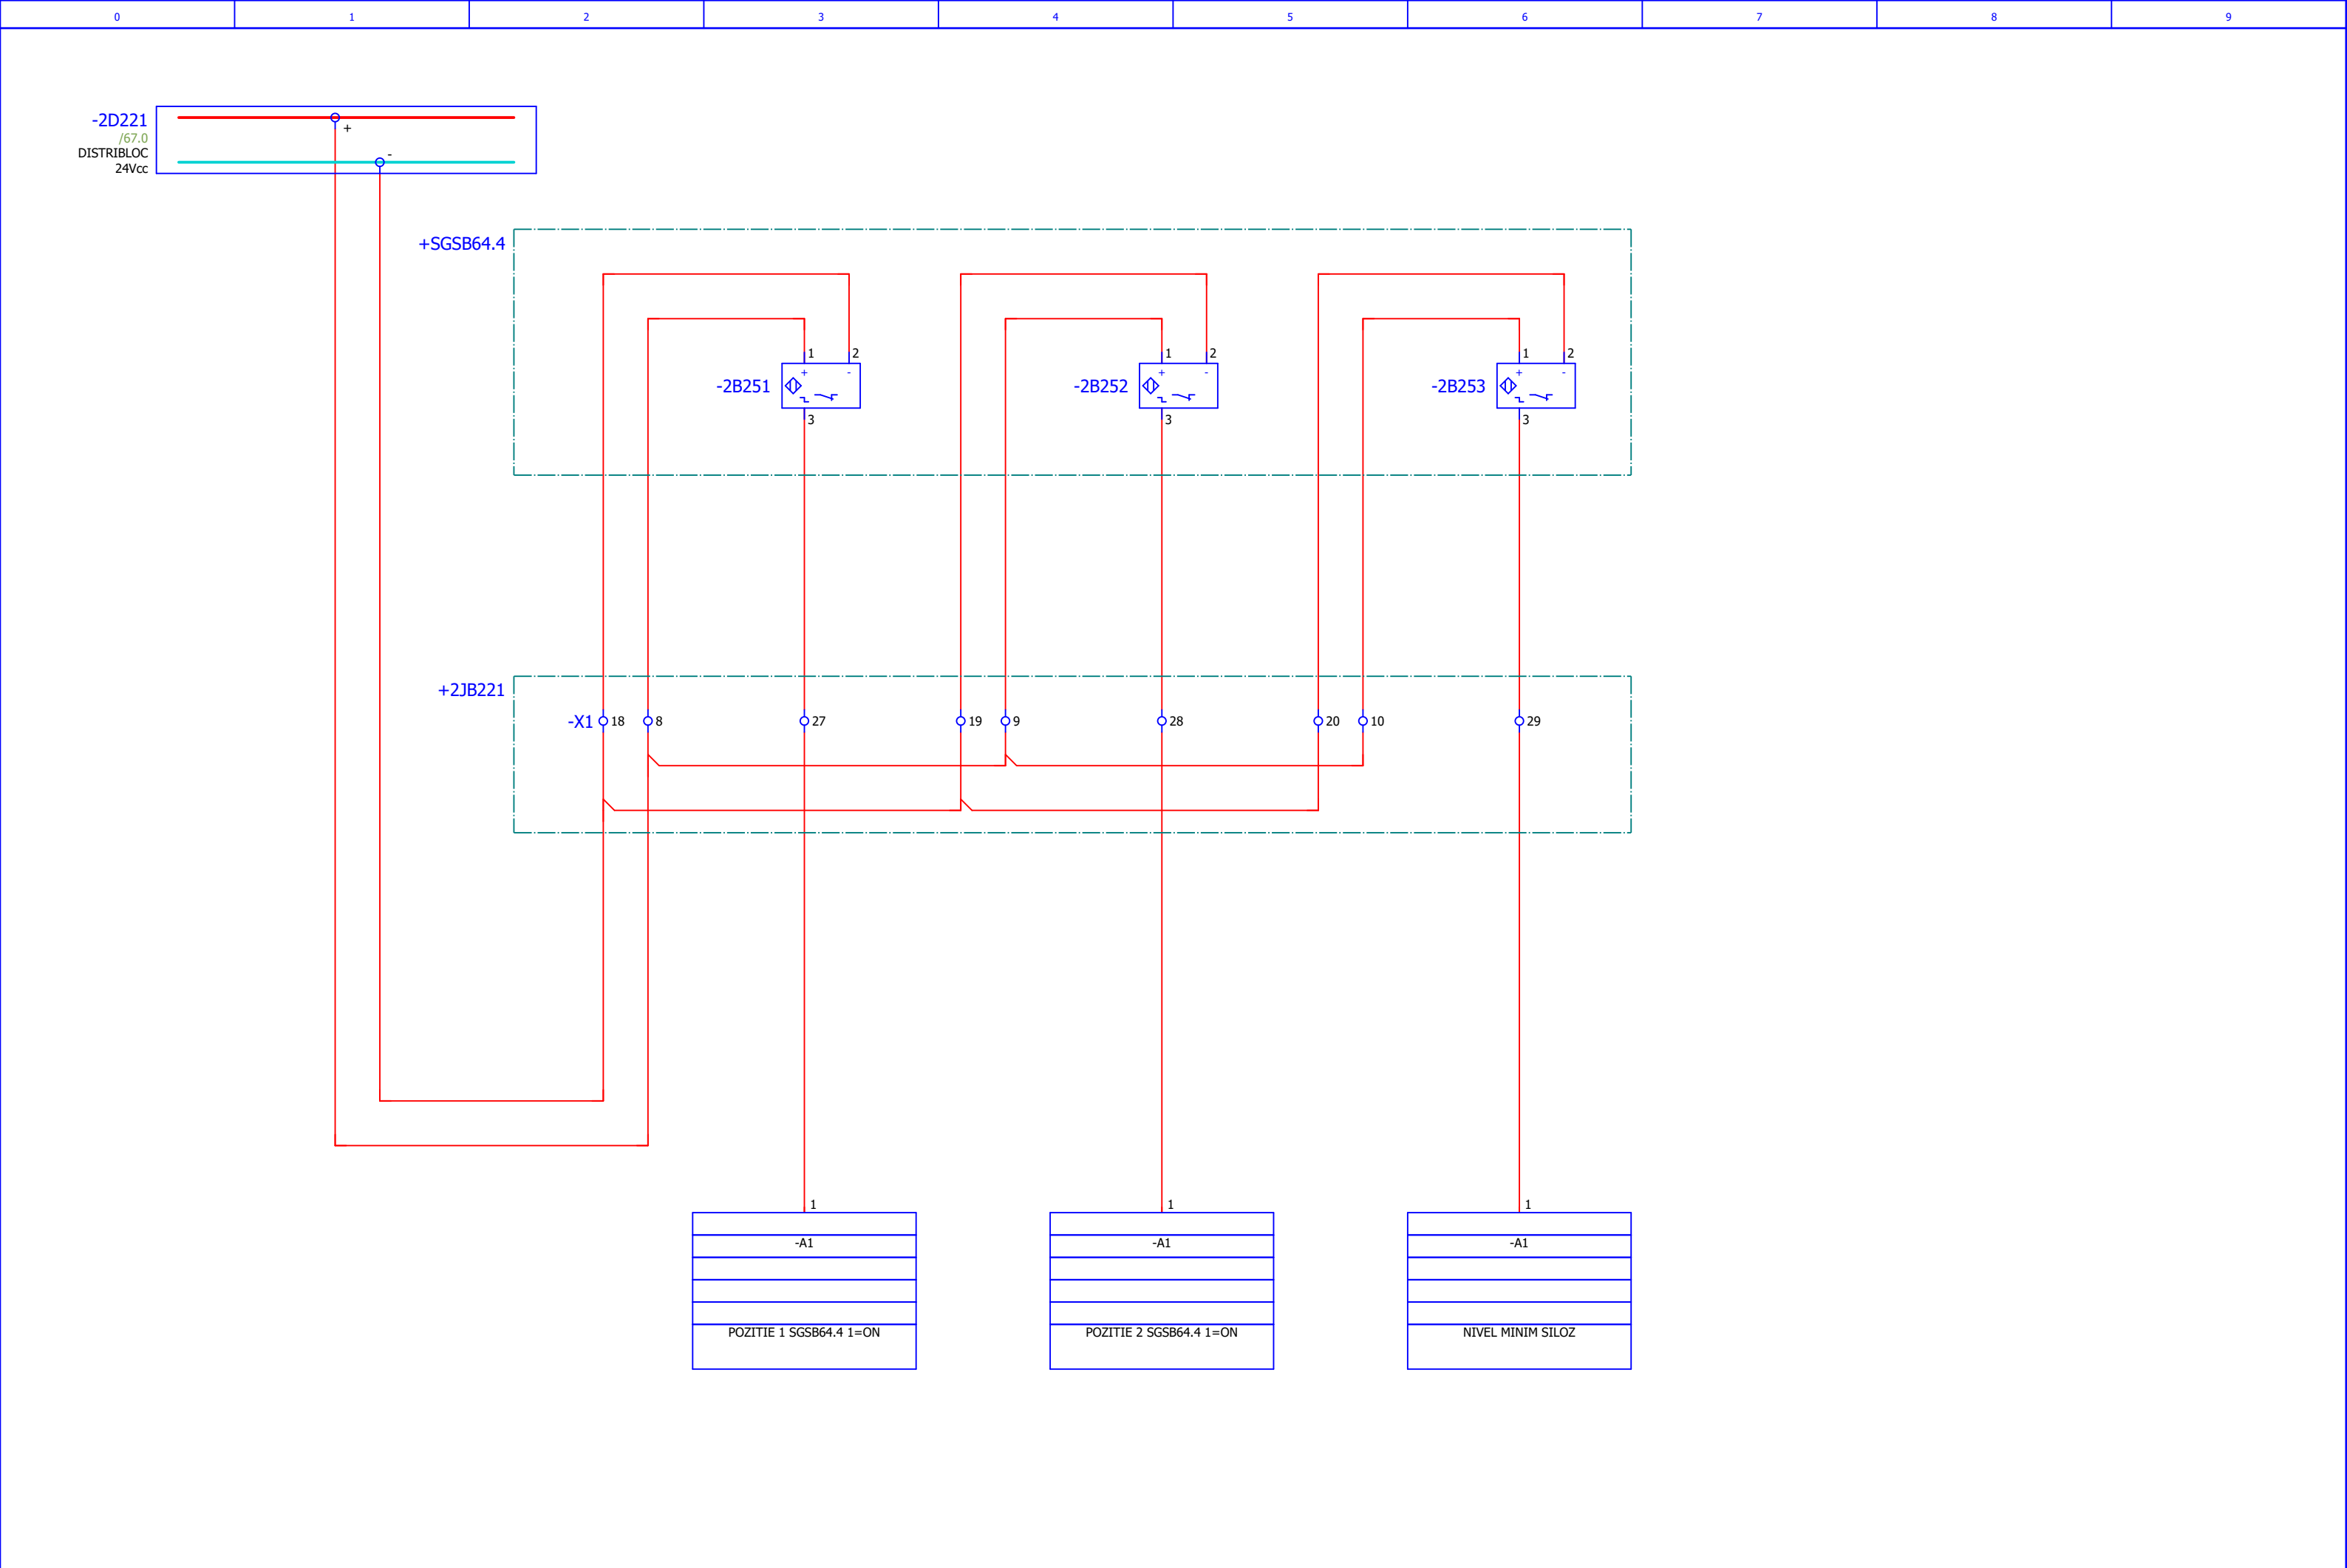 0 1 2 3 4 5 6 7 8 9
-2D221
/67.0
DISTRIBLOC
24Vcc
+
-
+SGSB64.4
1 2 1 2 1 2
+ - + - + -
-2B251 -2B252 -2B253
3 3 3
+2JB221
-X1 18 8 27 19 9 28 20 10 29
1 1 1
-A1 -A1 -A1
POZITIE 1 SGSB64.4 1=ON POZITIE 2 SGSB64.4 1=ON NIVEL MINIM SILOZ